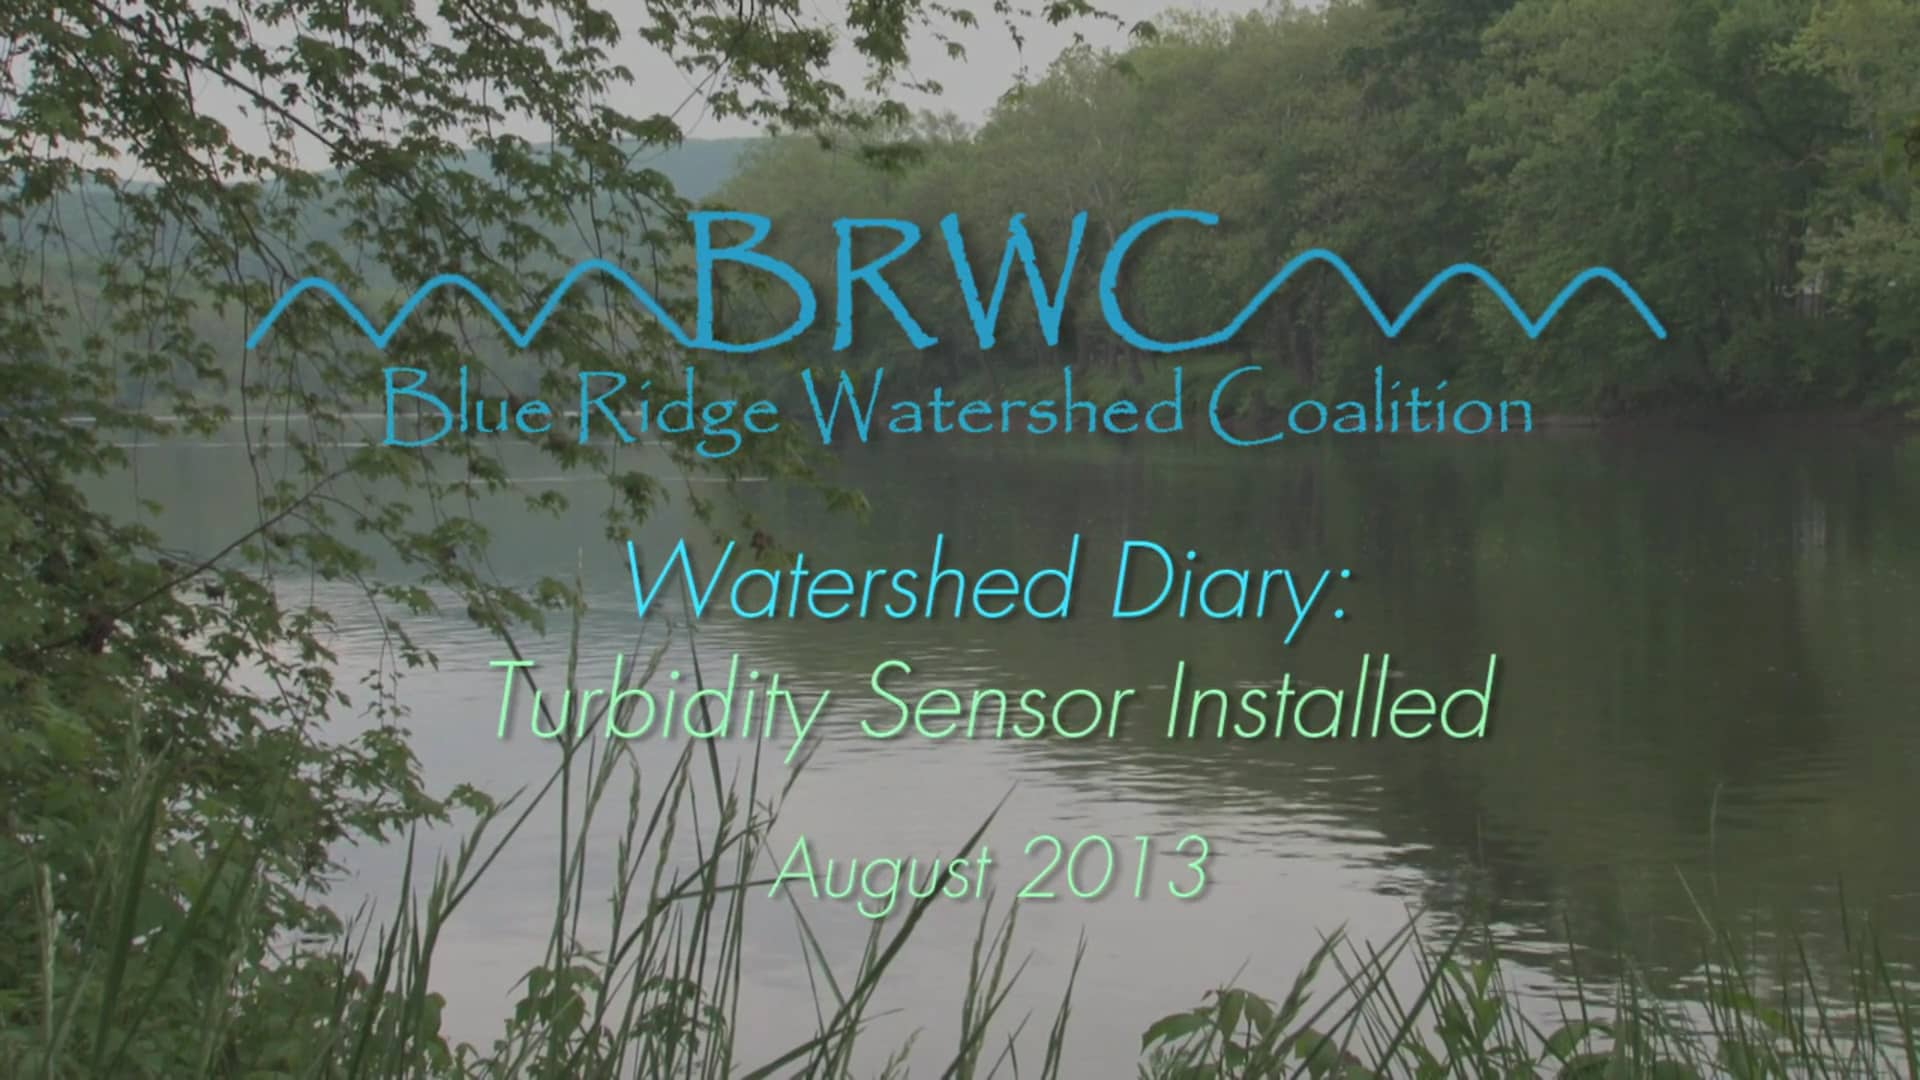 BRWC
Blue Ridge Watershed Coalition
Watershed Diary:
Turbidity Sensor Installed
August 2013